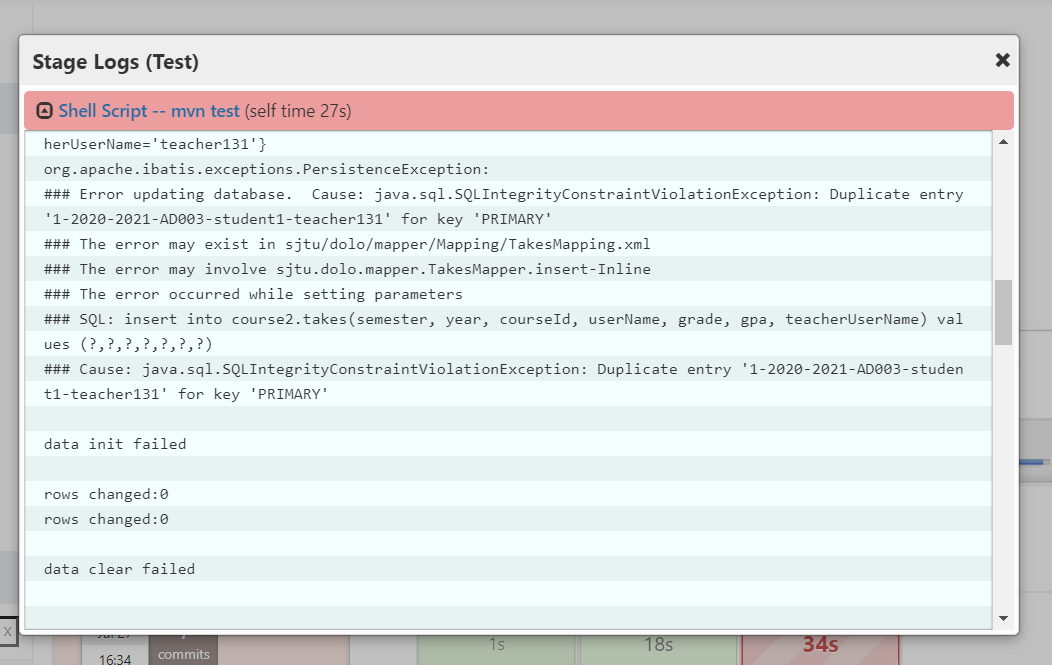 Stage Logs (Test)
Shell Script -- mvn test (self time 27s)
herUserName='teacher131'}
org.apache.ibatis.exceptions.PersistenceException:
### Error updating database.  Cause: java.sql.SQLIntegrityConstraintViolationException: Duplicate entry
'1-2020-2021-AD003-student1-teacher131' for key 'PRIMARY'
### The error may exist in sjtu/dolo/mapper/Mapping/TakesMapping.xml
### The error may involve sjtu.dolo.mapper.TakesMapper.insert-Inline
### The error occurred while setting parameters
### SQL: insert into course2.takes(semester, year, courseId, userName, grade, gpa, teacherUserName) val
ues (?,?,?,?,?,?,?)
### Cause: java.sql.SQLIntegrityConstraintViolationException: Duplicate entry '1-2020-2021-AD003-studen
t1-teacher131' for key 'PRIMARY'
data init failed
rows changed:0
rows changed:0
data clear failed
X
16:34
commits
1s
18s
34s